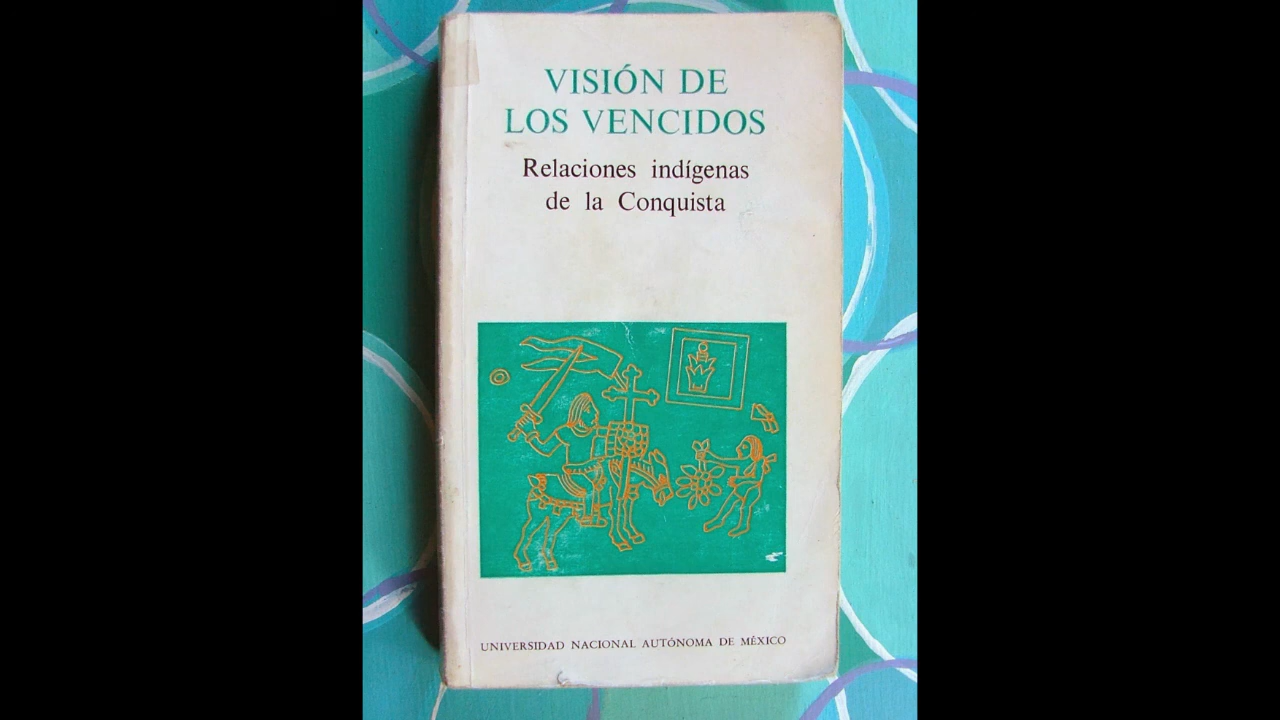 VISIÓN DE
LOS VENCIDOS
Relaciones indígenas
de la Conquista
UNIVERSIDAD NACIONAL AUTÓNOMA DE MÉXICO